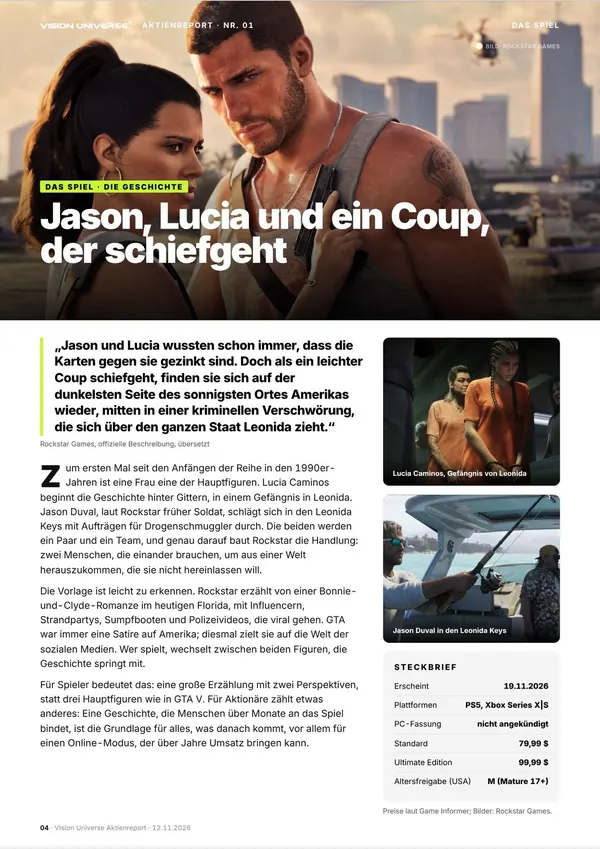 VISION UNIVERSE® AKTIENREPORT · NR. 01
DAS SPIEL
BILD: ROCKSTAR GAMES
DAS SPIEL · DIE GESCHICHTE
Jason, Lucia und ein Coup,
der schiefgeht
„Jason und Lucia wussten schon immer, dass die
Karten gegen sie gezinkt sind. Doch als ein leichter
Coup schiefgeht, finden sie sich auf der
dunkelsten Seite des sonnigsten Ortes Amerikas
wieder, mitten in einer kriminellen Verschwörung,
die sich über den ganzen Staat Leonida zieht.“
Rockstar Games, offizielle Beschreibung, übersetzt
Zum ersten Mal seit den Anfängen der Reihe in den 1990er-
Jahren ist eine Frau eine der Hauptfiguren. Lucia Caminos
beginnt die Geschichte hinter Gittern, in einem Gefängnis in Leonida.
Jason Duval, laut Rockstar früher Soldat, schlägt sich in den Leonida
Keys mit Aufträgen für Drogenschmuggler durch. Die beiden werden
ein Paar und ein Team, und genau darauf baut Rockstar die Handlung:
zwei Menschen, die einander brauchen, um aus einer Welt
herauszukommen, die sie nicht hereinlassen will.
Die Vorlage ist leicht zu erkennen. Rockstar erzählt von einer Bonnie-
und-Clyde-Romanze im heutigen Florida, mit Influencern,
Strandpartys, Sumpfbooten und Polizeivideos, die viral gehen. GTA
war immer eine Satire auf Amerika; diesmal zielt sie auf die Welt der
sozialen Medien. Wer spielt, wechselt zwischen beiden Figuren, die
Geschichte springt mit.
Für Spieler bedeutet das: eine große Erzählung mit zwei Perspektiven,
statt drei Hauptfiguren wie in GTA V. Für Aktionäre zählt etwas
anderes: Eine Geschichte, die Menschen über Monate an das Spiel
bindet, ist die Grundlage für alles, was danach kommt, vor allem für
einen Online-Modus, der über Jahre Umsatz bringen kann.
Lucia Caminos, Gefängnis von Leonida
Jason Duval in den Leonida Keys
STECKBRIEF
Erscheint 19.11.2026
Plattformen PS5, Xbox Series X|S
PC-Fassung nicht angekündigt
Standard 79,99 $
Ultimate Edition 99,99 $
Altersfreigabe (USA) M (Mature 17+)
Preise laut Game Informer; Bilder: Rockstar Games.
04 · Vision Universe Aktienreport · 12.11.2026